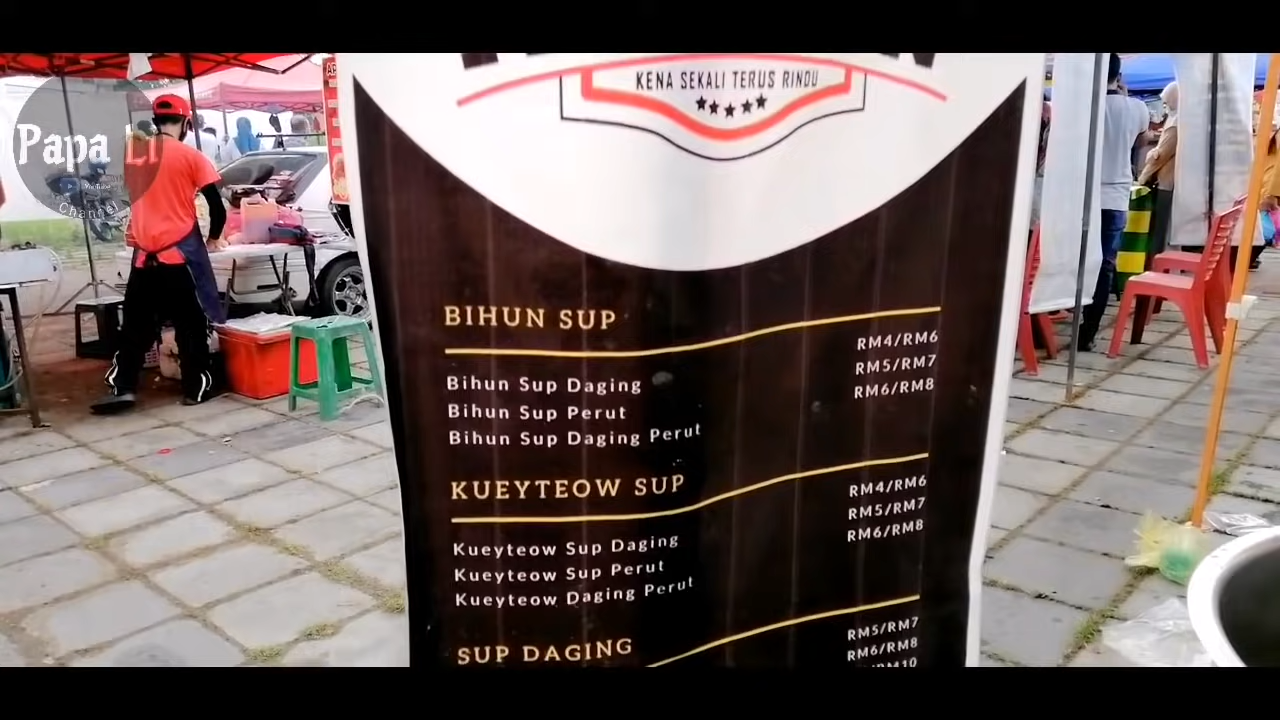 Papa Li
YouTube
Channel
KENA SEKALI TERUS RINDU
BIHUN SUP
Bihun Sup Daging RM4/RM6
Bihun Sup Perut RM5/RM7
Bihun Sup Daging Perut RM6/RM8
KUEYTEOW SUP
Kueyteow Sup Daging RM4/RM6
Kueyteow Sup Perut RM5/RM7
Kueyteow Daging Perut RM6/RM8
SUP DAGING
RM5/RM7
RM6/RM8